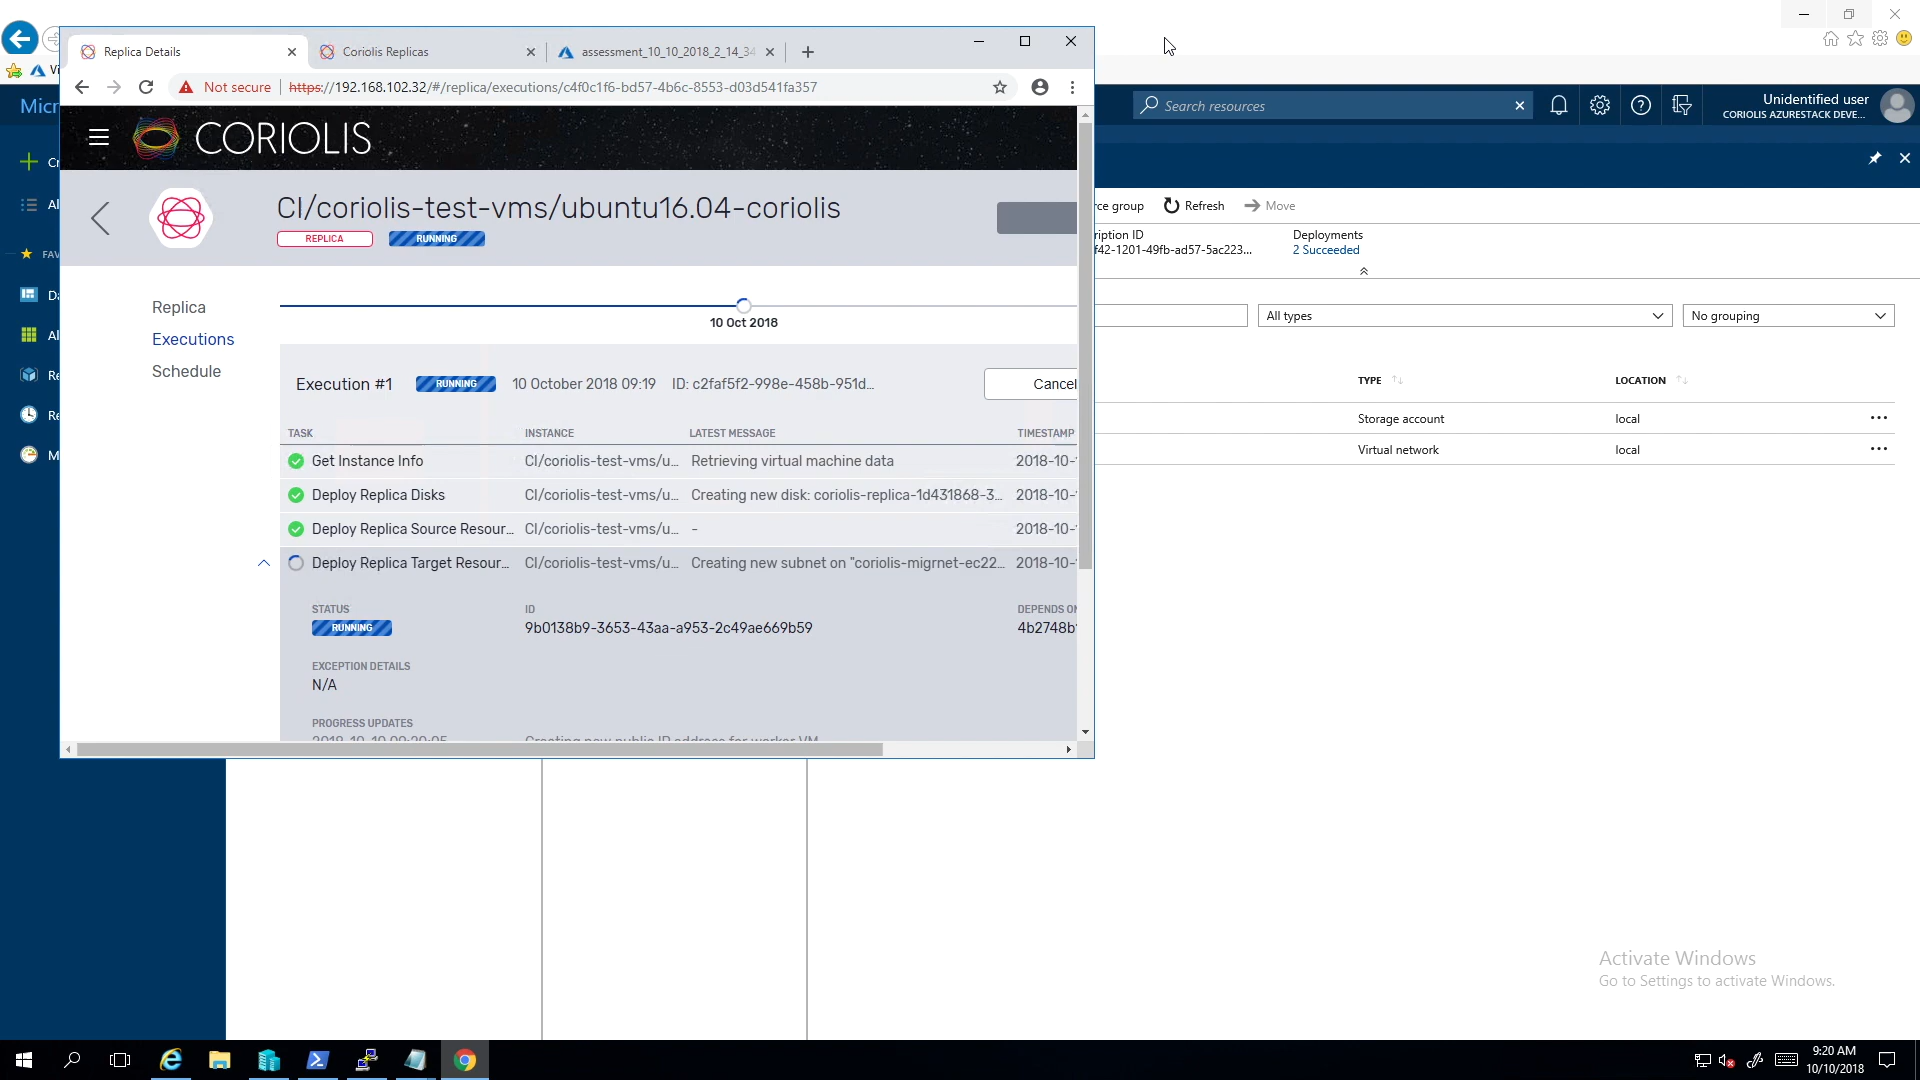 Replica Details
Coriolis Replicas
assessment_10_10_2018_2_14_34
Not secure
https://192.168.102.32/#/replica/executions/c4f0c1f6-bd57-4b6c-8553-d03d541fa357
Micr
Search resources
Unidentified user
CORIOLIS AZURESTACK DEVE...
CORIOLIS
CI/coriolis-test-vms/ubuntu16.04-coriolis
REPLICA
RUNNING
Refresh
Move
ription ID
f42-1201-49fb-ad57-5ac223...
Deployments
2 Succeeded
Replica
Executions
Schedule
10 Oct 2018
All types
No grouping
Execution #1
RUNNING
10 October 2018 09:19
ID: c2faf5f2-998e-458b-951d...
Cancel
TYPE
LOCATION
Storage account
local
Virtual network
local
TASK
INSTANCE
LATEST MESSAGE
TIMESTAMP
Get Instance Info
CI/coriolis-test-vms/u...
Retrieving virtual machine data
2018-10-
Deploy Replica Disks
CI/coriolis-test-vms/u...
Creating new disk: coriolis-replica-1d431868-3...
2018-10-
Deploy Replica Source Resour...
CI/coriolis-test-vms/u...
-
2018-10-
Deploy Replica Target Resour...
CI/coriolis-test-vms/u...
Creating new subnet on "coriolis-migrnet-ec22...
2018-10-
STATUS
RUNNING
ID
9b0138b9-3653-43aa-a953-2c49ae669b59
DEPENDS ON
4b2748b
EXCEPTION DETAILS
N/A
PROGRESS UPDATES
Activate Windows
Go to Settings to activate Windows.
9:20 AM
10/10/2018